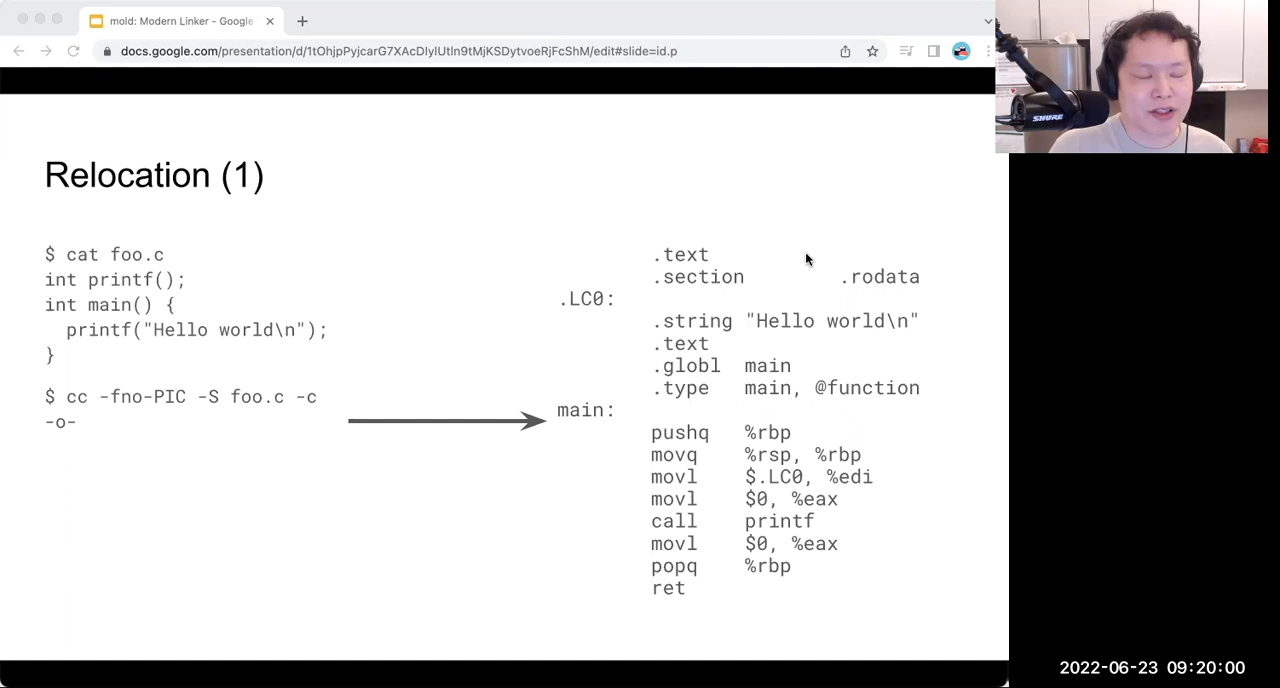 mold: Modern Linker - Google
docs.google.com/presentation/d/1tOhjpPyjcarG7XAcDIylUtIn9tMjKSDytvoeRjFcShM/edit#slide=id.p
SHURE
Relocation (1)
$ cat foo.c
int printf();
int main() {
  printf("Hello world\n");
}
$ cc -fno-PIC -S foo.c -c
-o-
.text
.section .rodata
.LC0:
.string "Hello world\n"
.text
.globl main
.type main, @function
main:
pushq %rbp
movq %rsp, %rbp
movl $.LC0, %edi
movl $0, %eax
call printf
movl $0, %eax
popq %rbp
ret
2022-06-23 09:20:00